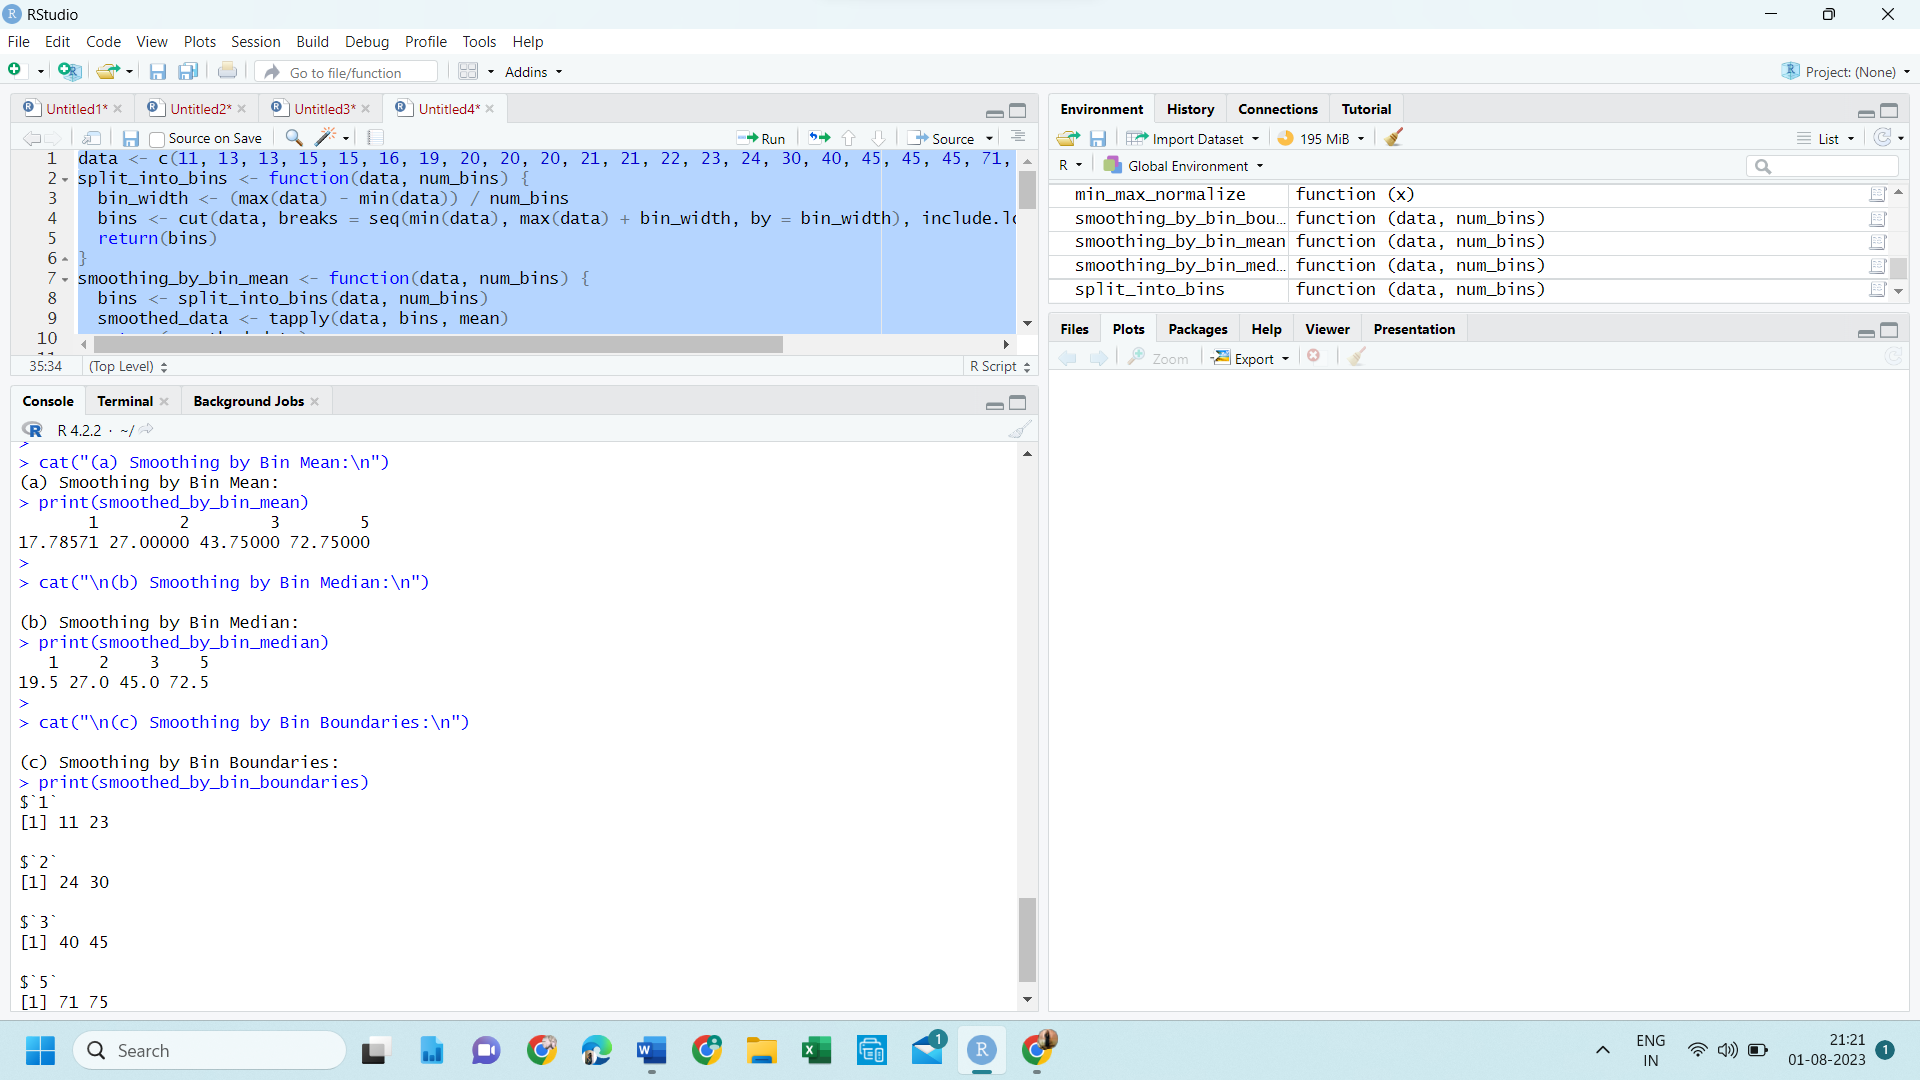 RStudio
File Edit Code View Plots Session Build Debug Profile Tools Help
Go to file/function Addins Project: (None)
Untitled1* Untitled2* Untitled3* Untitled4*
Source on Save Run Source
1 data <- c(11, 13, 13, 15, 15, 16, 19, 20, 20, 20, 21, 21, 22, 23, 24, 30, 40, 45, 45, 45, 71,
2 split_into_bins <- function(data, num_bins) {
3 bin_width <- (max(data) - min(data)) / num_bins
4 bins <- cut(data, breaks = seq(min(data), max(data) + bin_width, by = bin_width), include.lo
5 return(bins)
6 }
7 smoothing_by_bin_mean <- function(data, num_bins) {
8 bins <- split_into_bins(data, num_bins)
9 smoothed_data <- tapply(data, bins, mean)
10
35:34 (Top Level) R Script
Console Terminal Background Jobs
R 4.2.2 · ~/
>
> cat("(a) Smoothing by Bin Mean:\n")
(a) Smoothing by Bin Mean:
> print(smoothed_by_bin_mean)
1 2 3 5
17.78571 27.00000 43.75000 72.75000
>
> cat("\n(b) Smoothing by Bin Median:\n")
(b) Smoothing by Bin Median:
> print(smoothed_by_bin_median)
1 2 3 5
19.5 27.0 45.0 72.5
>
> cat("\n(c) Smoothing by Bin Boundaries:\n")
(c) Smoothing by Bin Boundaries:
> print(smoothed_by_bin_boundaries)
$`1`
[1] 11 23
$`2`
[1] 24 30
$`3`
[1] 40 45
$`5`
[1] 71 75
Environment History Connections Tutorial
Import Dataset 195 MiB List
R Global Environment
min_max_normalize function (x)
smoothing_by_bin_bou… function (data, num_bins)
smoothing_by_bin_mean function (data, num_bins)
smoothing_by_bin_med… function (data, num_bins)
split_into_bins function (data, num_bins)
Files Plots Packages Help Viewer Presentation
Zoom Export
Search
1
ENG
IN
21:21
01-08-2023
1